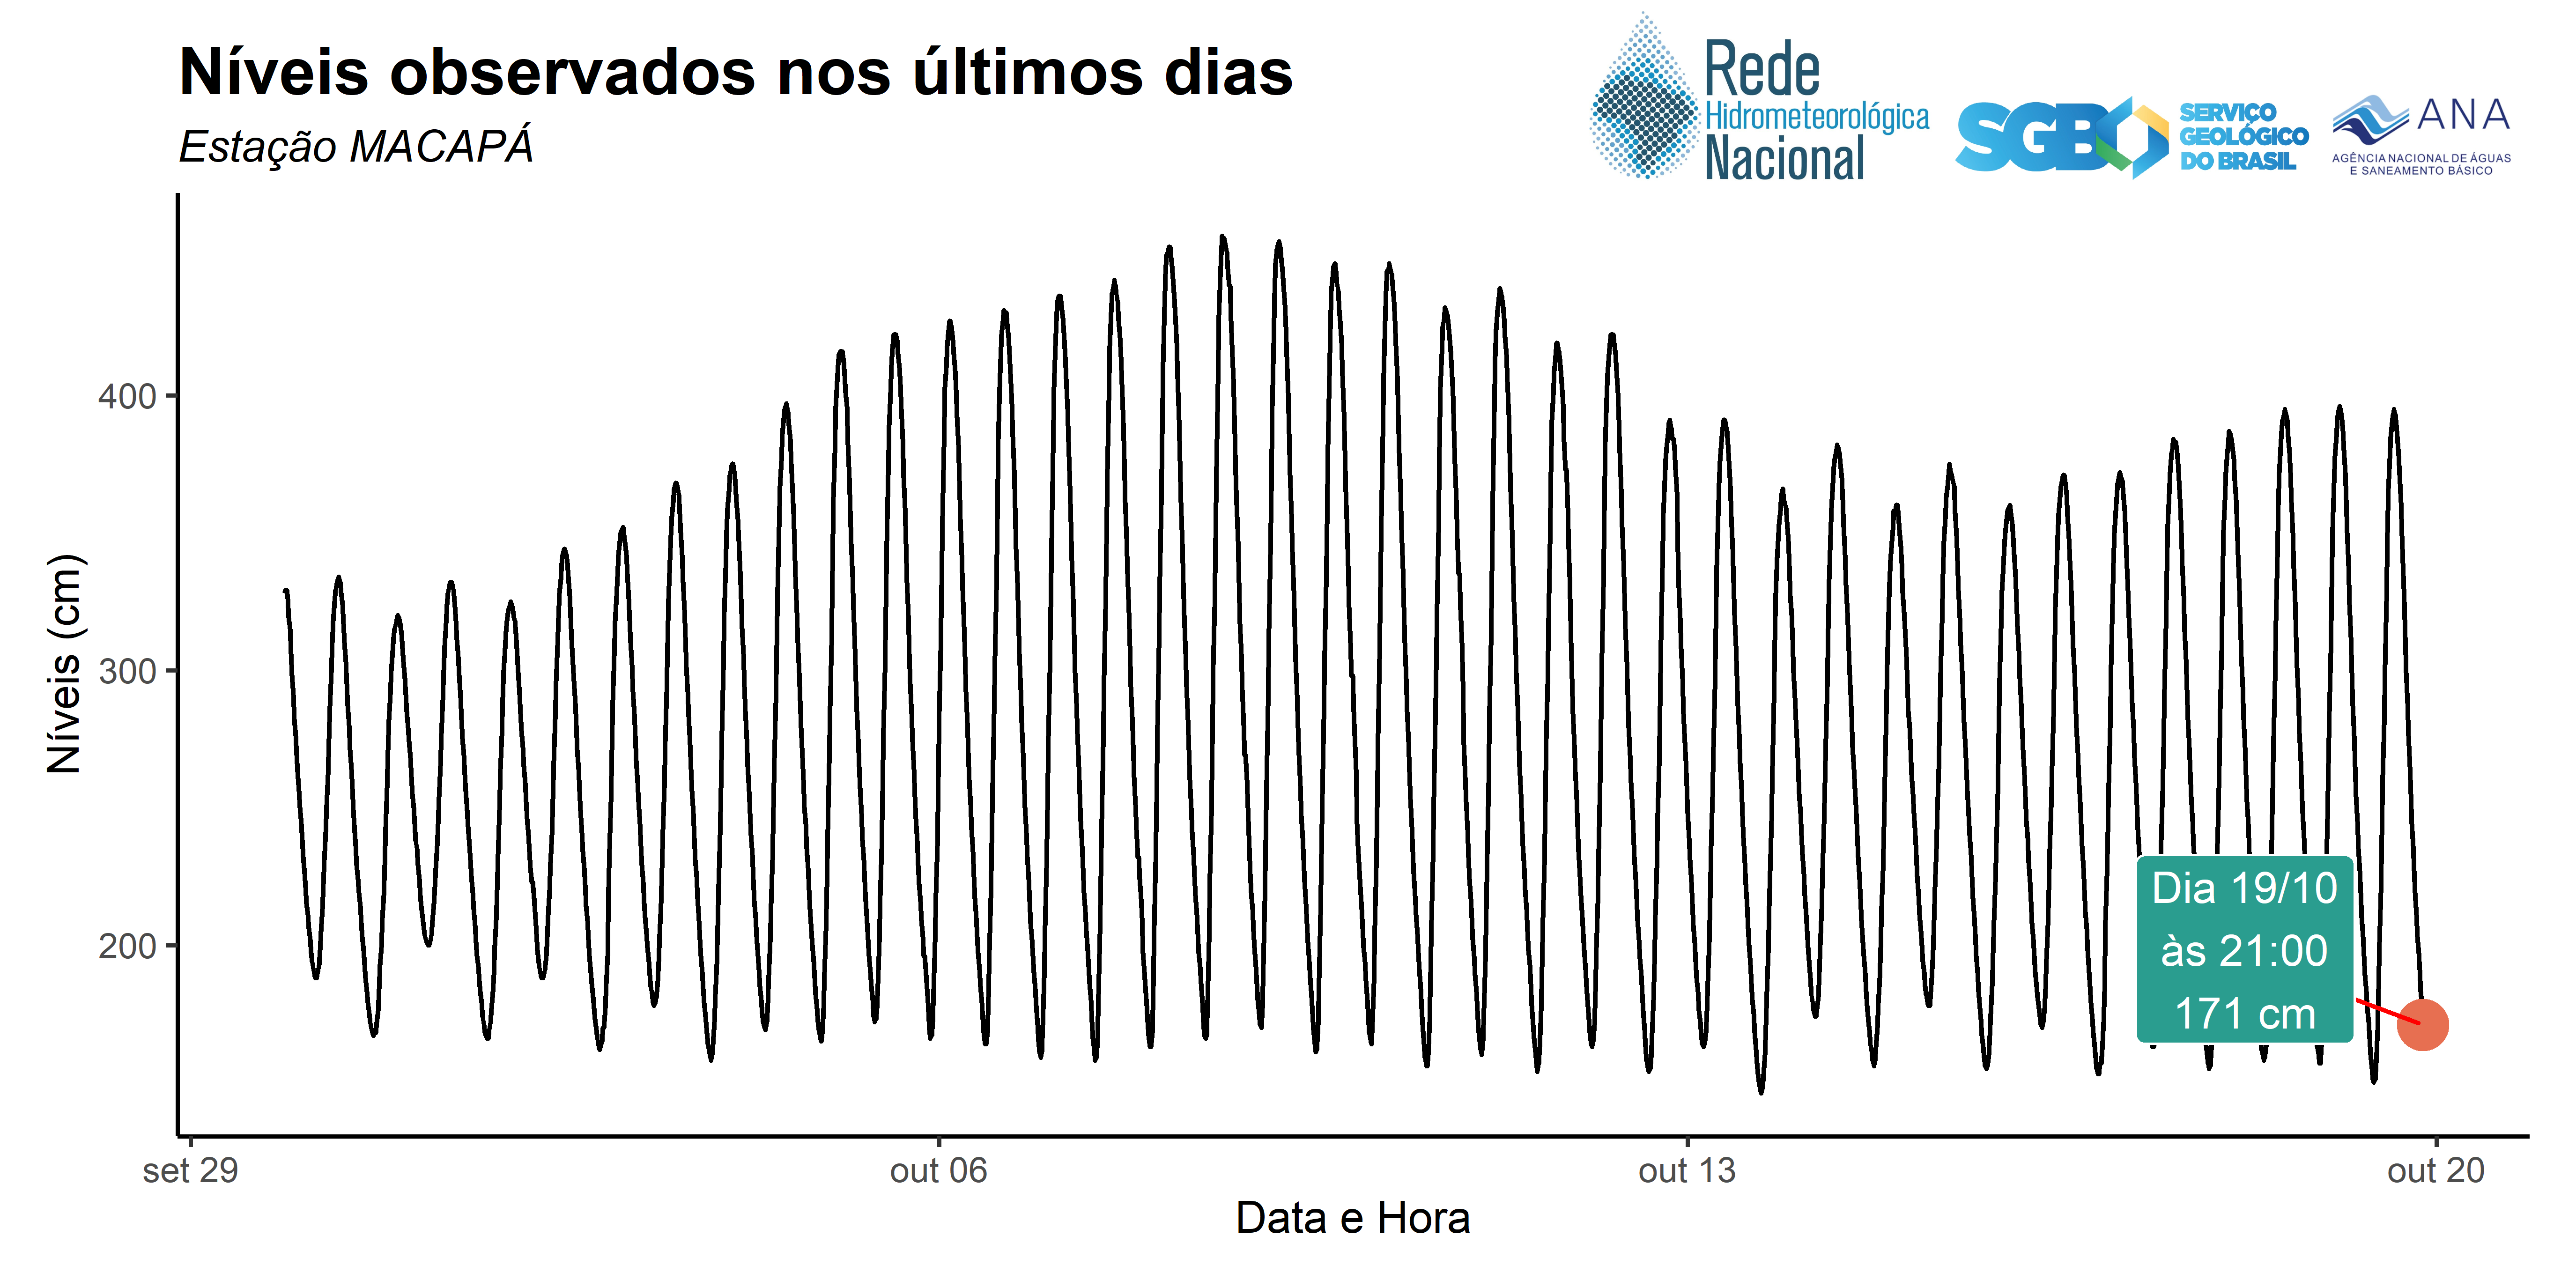 Níveis observados nos últimos dias
Estação MACAPÁ
Rede
Hidrometeorológica
Nacional
SGB
SERVIÇO
GEOLÓGICO
DO BRASIL
ANA
AGÊNCIA NACIONAL DE ÁGUAS
E SANEAMENTO BÁSICO
Níveis (cm)
400
300
200
Dia 19/10
às 21:00
171 cm
set 29
out 06
out 13
out 20
Data e Hora